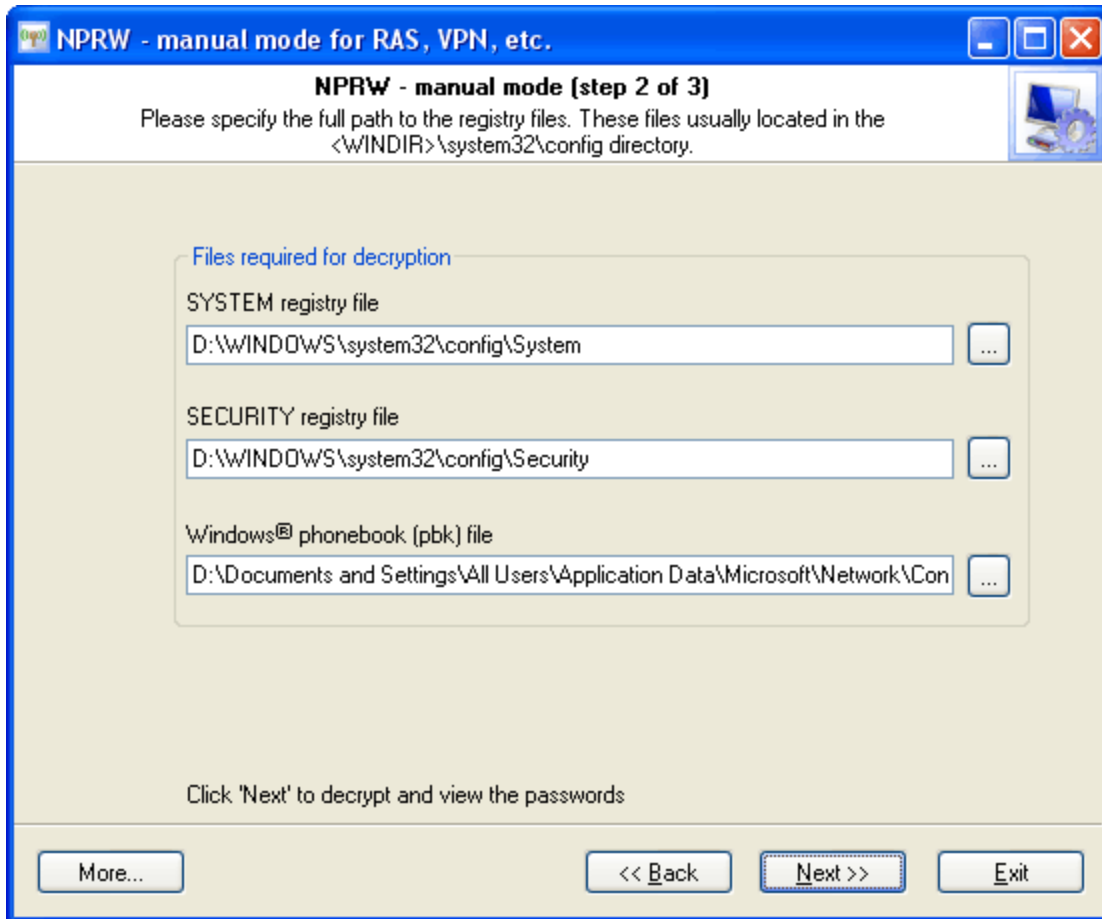 NPRW - manual mode for RAS, VPN, etc.
NPRW - manual mode (step 2 of 3)
Please specify the full path to the registry files. These files usually located in the
<WINDIR>\system32\config directory.
Files required for decryption
SYSTEM registry file
D:\WINDOWS\system32\config\System
...
SECURITY registry file
D:\WINDOWS\system32\config\Security
...
Windows® phonebook (pbk) file
D:\Documents and Settings\All Users\Application Data\Microsoft\Network\Con
...
Click 'Next' to decrypt and view the passwords
More...
<< Back
Next >>
Exit